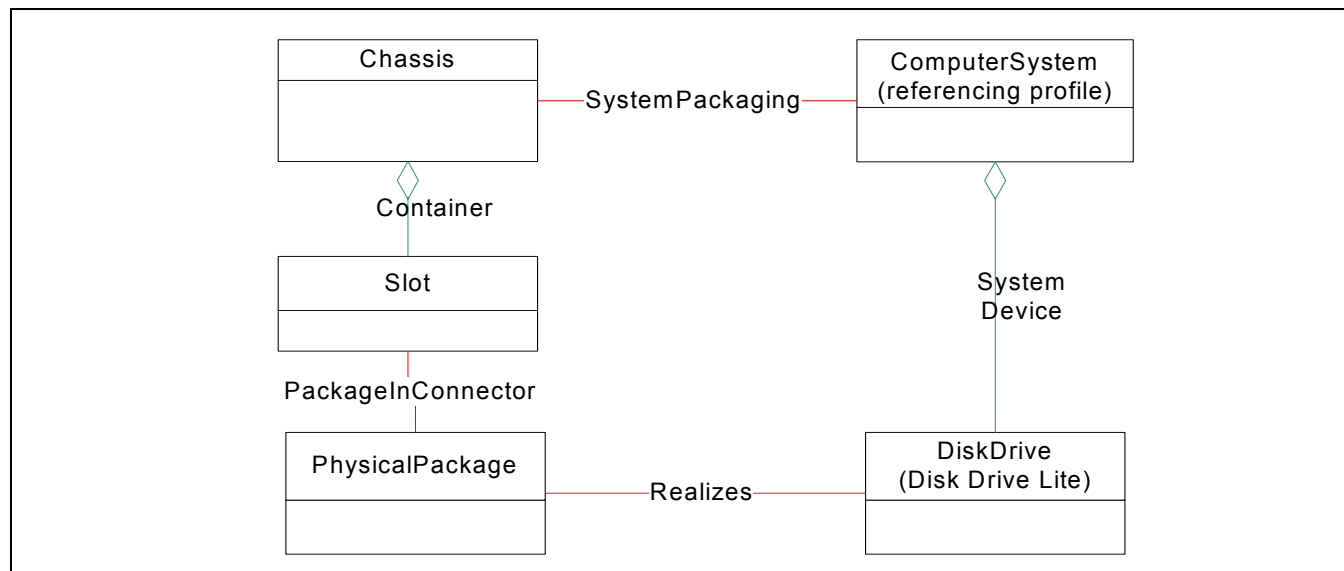 Chassis
ComputerSystem
(referencing profile)
SystemPackaging
Container
Slot
System
Device
PackageInConnector
PhysicalPackage
DiskDrive
(Disk Drive Lite)
Realizes